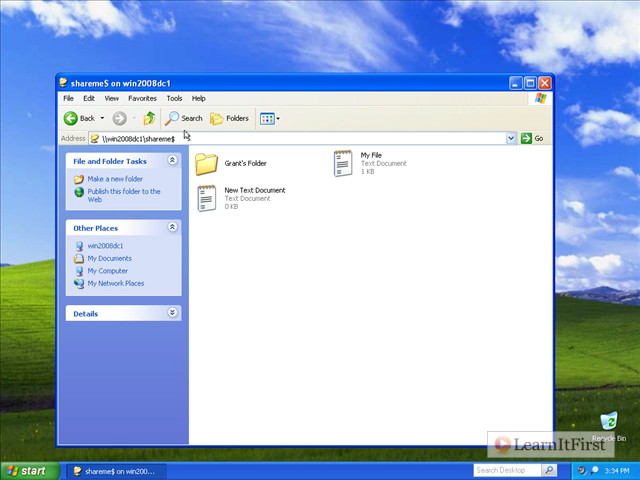 shareme$ on win2008dc1
File Edit View Favorites Tools Help
Back Search Folders
Address \\win2008dc1\shareme$ Go
File and Folder Tasks
Make a new folder
Publish this folder to the
Web
Other Places
win2008dc1
My Documents
My Computer
My Network Places
Details
Grant's Folder
My File
Text Document
1 KB
New Text Document
Text Document
0 KB
Recycle Bin
LearnItFirst
start shareme$ on win200... Search Desktop 3:34 PM